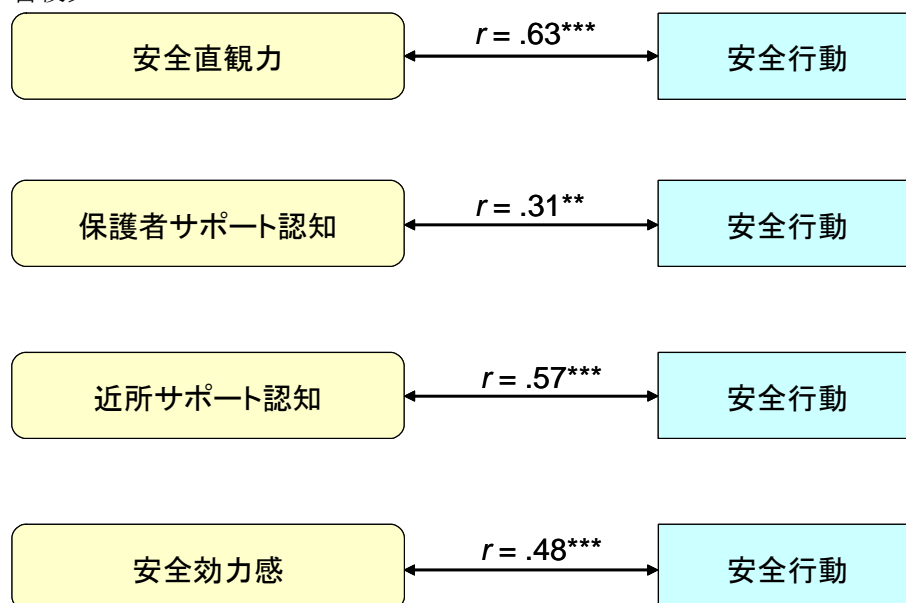 安全直観力
r = .63***
安全行動
保護者サポート認知
r = .31**
安全行動
近所サポート認知
r = .57***
安全行動
安全効力感
r = .48***
安全行動